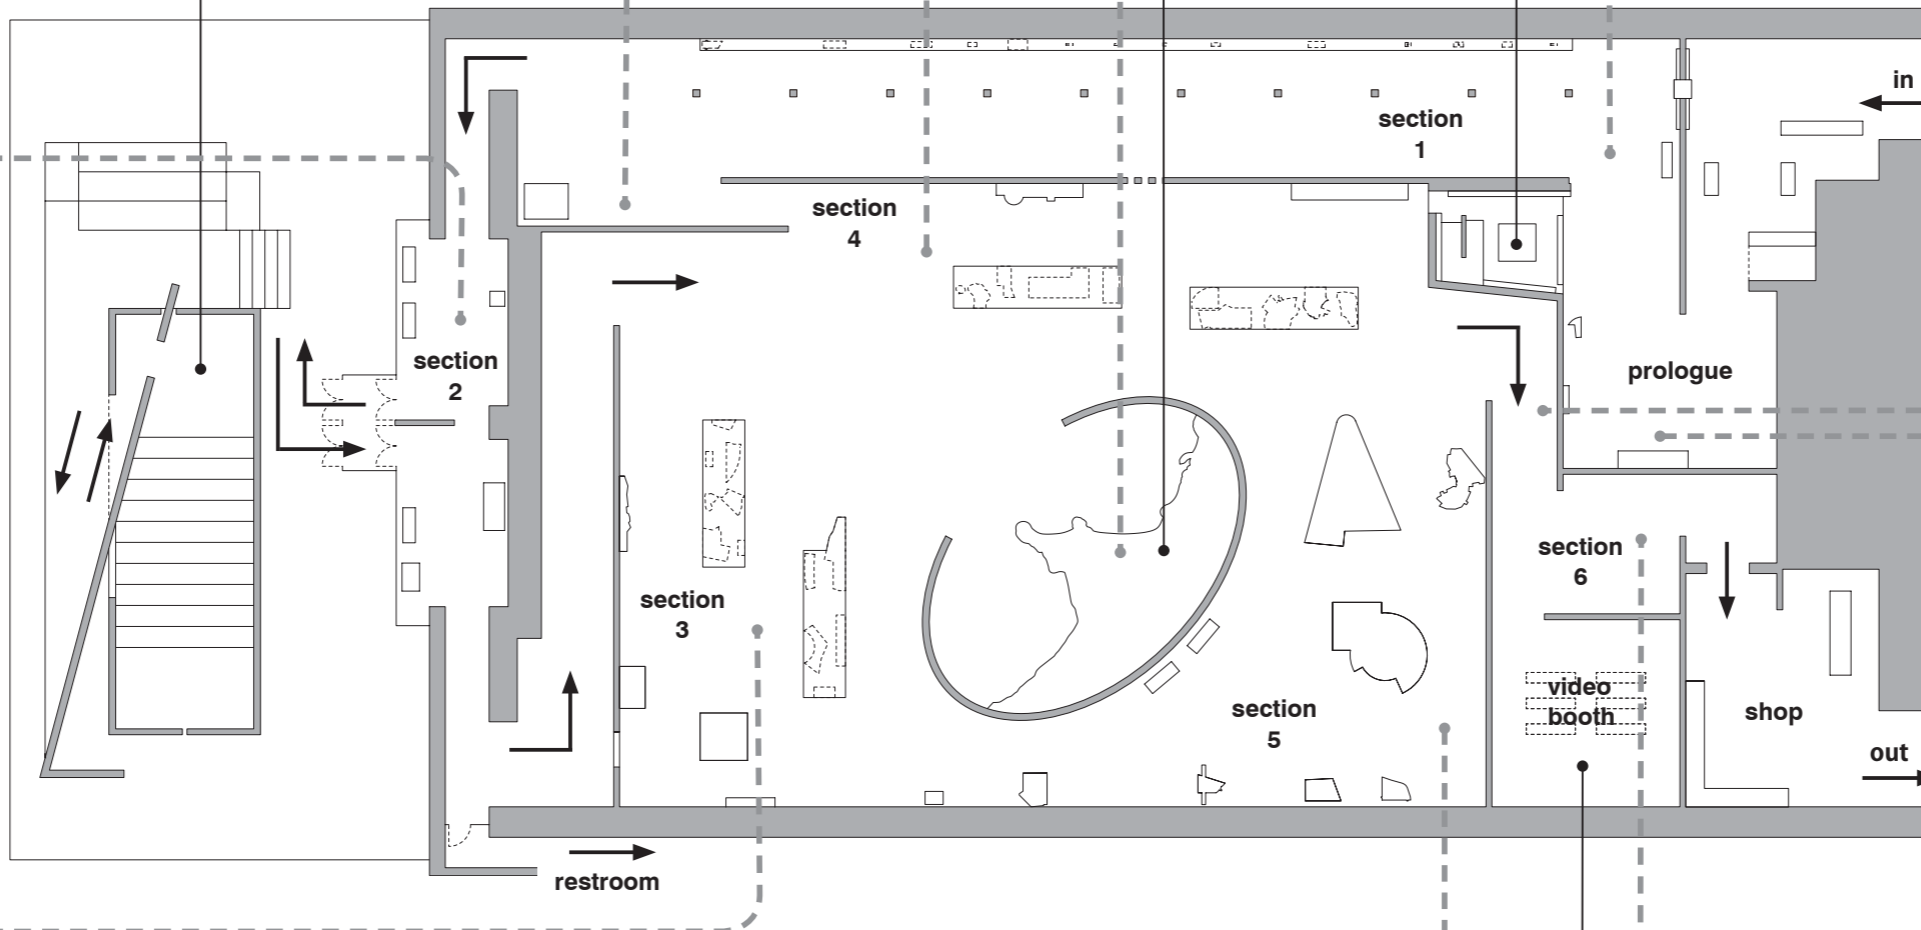 in
section
1
section
4
section
2
prologue
section
6
section
3
video
booth
section
5
shop
out
restroom